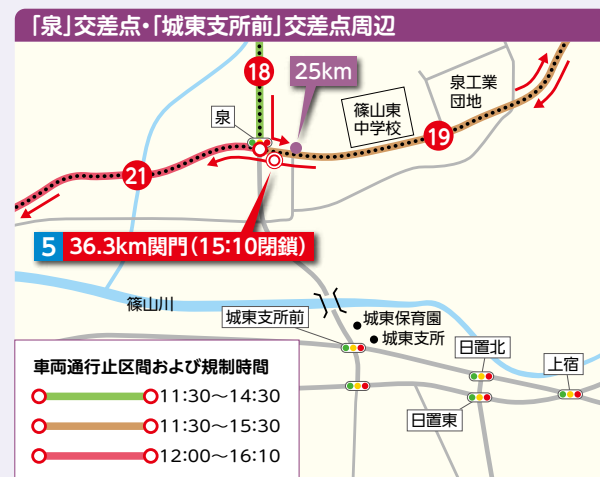 「泉」交差点・「城東支所前」交差点周辺
18
25km
泉工業
団地
篠山東
中学校
泉
19
21
5 36.3km関門(15:10閉鎖)
篠山川
城東支所前
城東保育園
城東支所
日置北
上宿
日置東
車両通行止区間および規制時間
11:30〜14:30
11:30〜15:30
12:00〜16:10